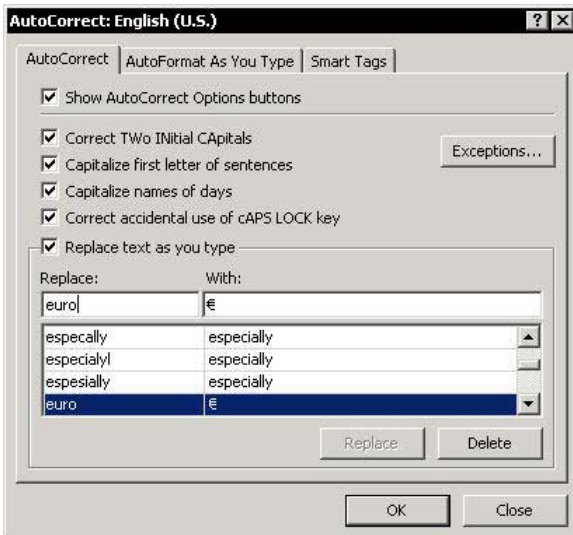 AutoCorrect: English (U.S.)
AutoCorrect AutoFormat As You Type Smart Tags
Show AutoCorrect Options buttons
Correct TWo INitial CApitals
Exceptions...
Capitalize first letter of sentences
Capitalize names of days
Correct accidental use of cAPS LOCK key
Replace text as you type
Replace: With:
euro €
especally especially
especialyl especially
espesially especially
euro €
Replace Delete
OK Close